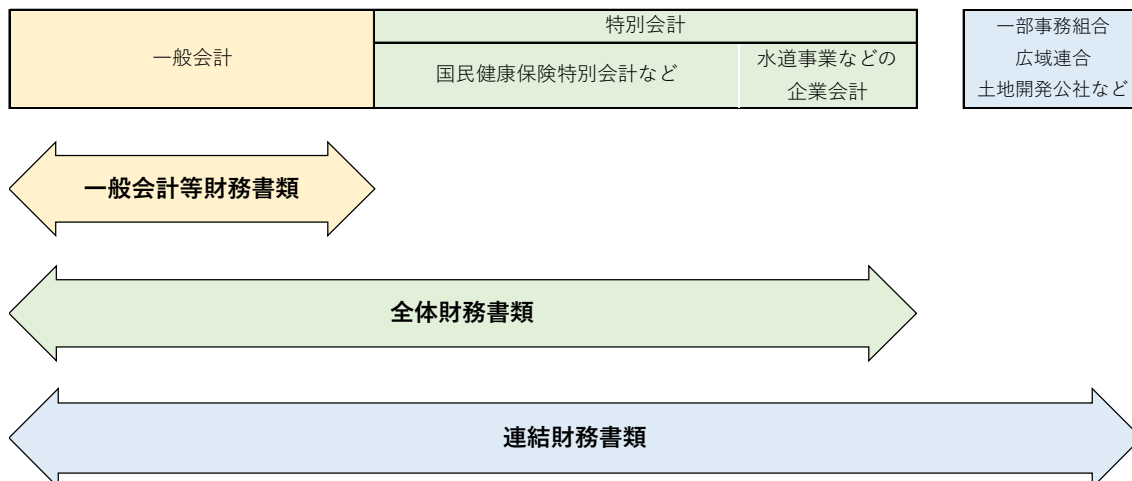 一般会計
特別会計
国民健康保険特別会計など
水道事業などの
企業会計
一部事務組合
広域連合
土地開発公社など
一般会計等財務書類
全体財務書類
連結財務書類